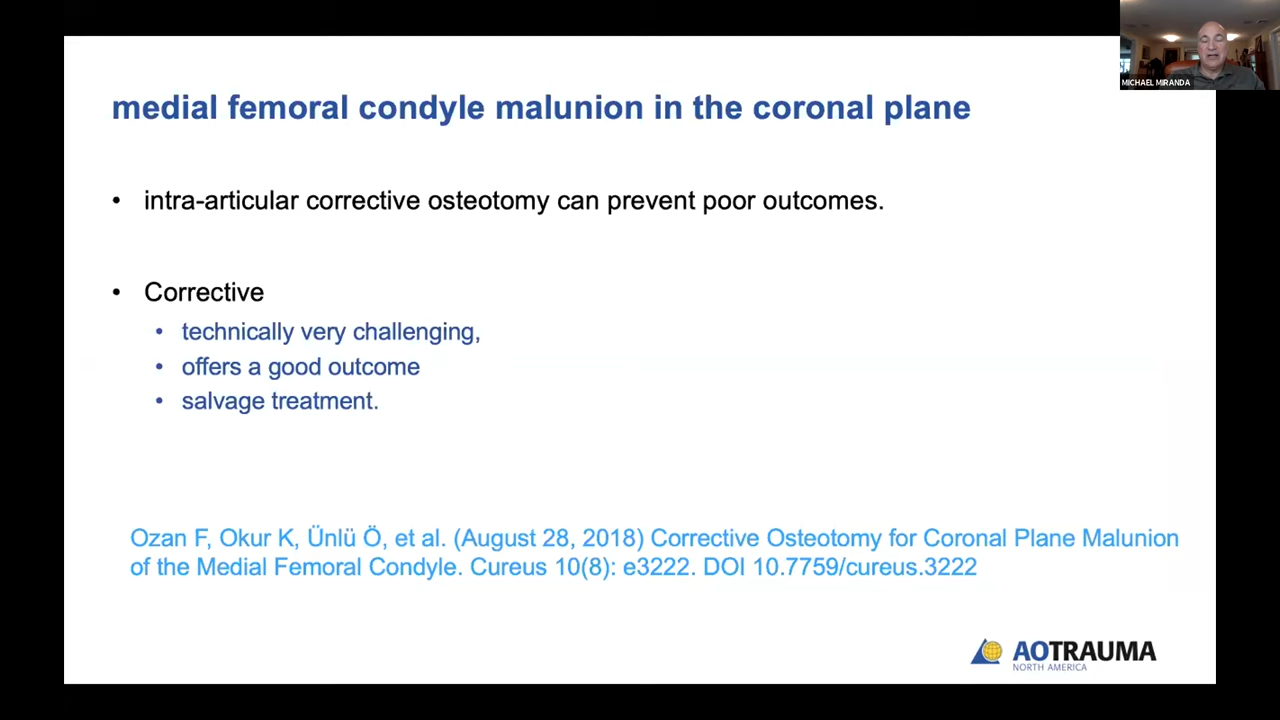 MICHAEL MIRANDA
medial femoral condyle malunion in the coronal plane
• intra-articular corrective osteotomy can prevent poor outcomes.
• Corrective
• technically very challenging,
• offers a good outcome
• salvage treatment.
Ozan F, Okur K, Ünlü Ö, et al. (August 28, 2018) Corrective Osteotomy for Coronal Plane Malunion
of the Medial Femoral Condyle. Cureus 10(8): e3222. DOI 10.7759/cureus.3222
AOTRAUMA
NORTH AMERICA